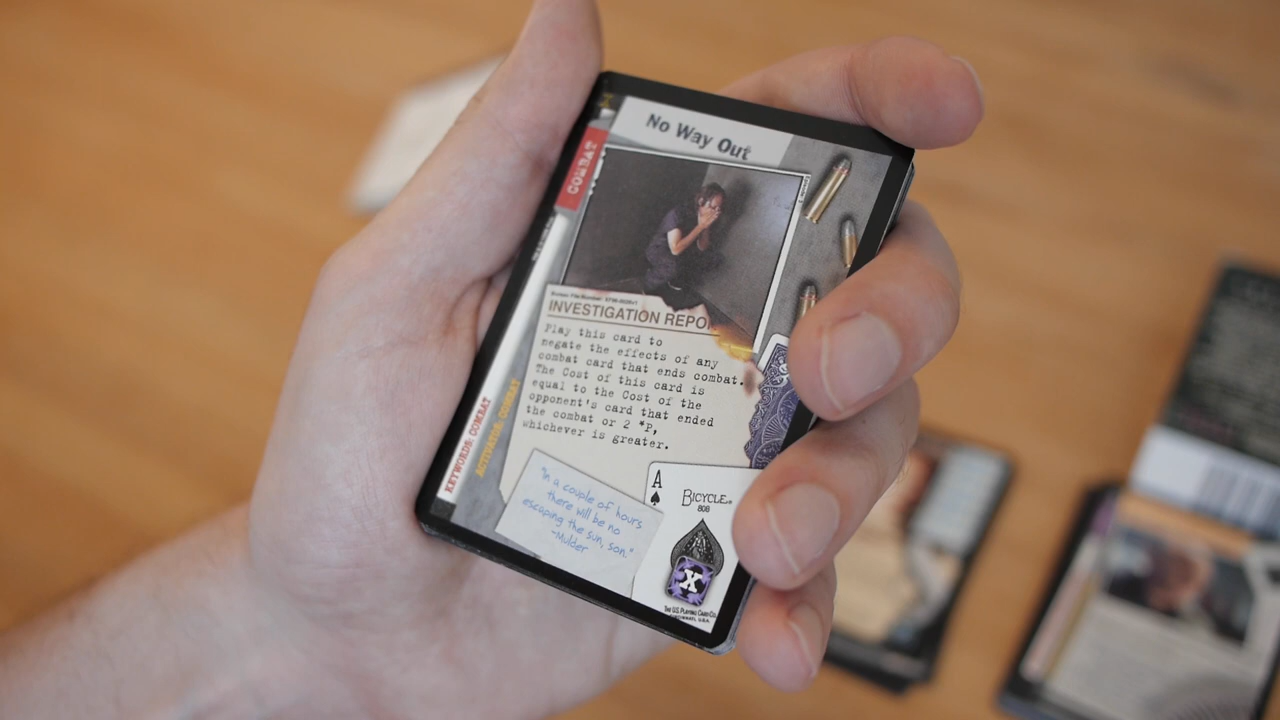 No Way Out
COMBAT
INVESTIGATION REPO
Play this card to
negate the effects of any
combat card that ends combat.
The Cost of this card is
equal to the Cost of the
opponent's card that ended
the combat or 2 *P,
whichever is greater.
KEYWORDS: COMBAT
ACTIVATOR: COMBAT
"In a couple of hours
there will be no
escaping the sun, son."
-Mulder
A
BICYCLE
808
X
THE U.S. PLAYING CARD CO.
CINCINNATI, U.S.A.